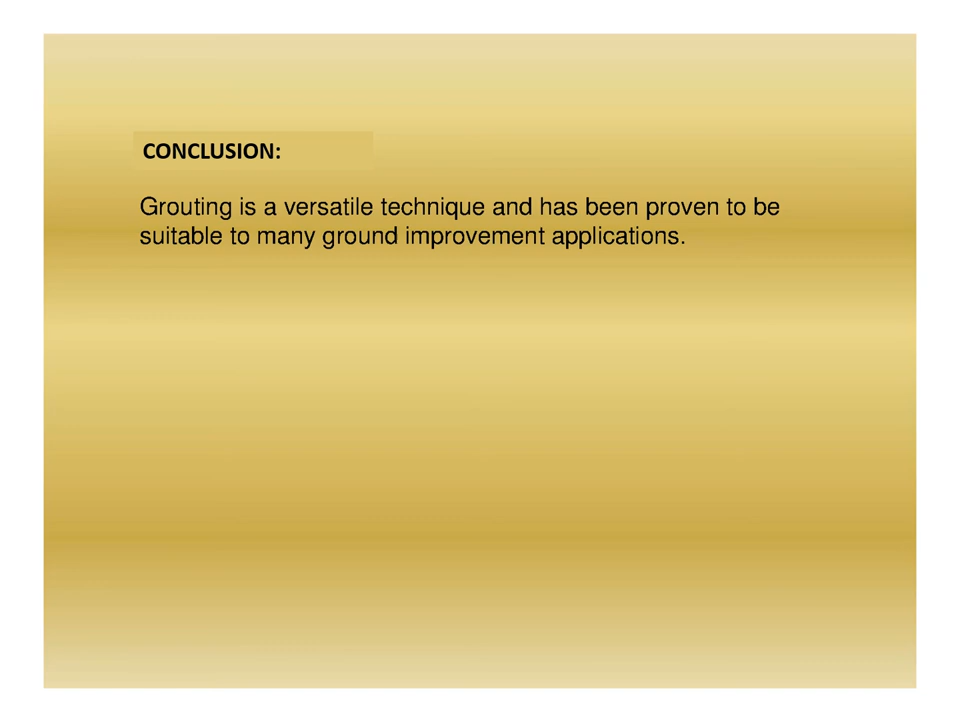 CONCLUSION:
Grouting is a versatile technique and has been proven to be
suitable to many ground improvement applications.